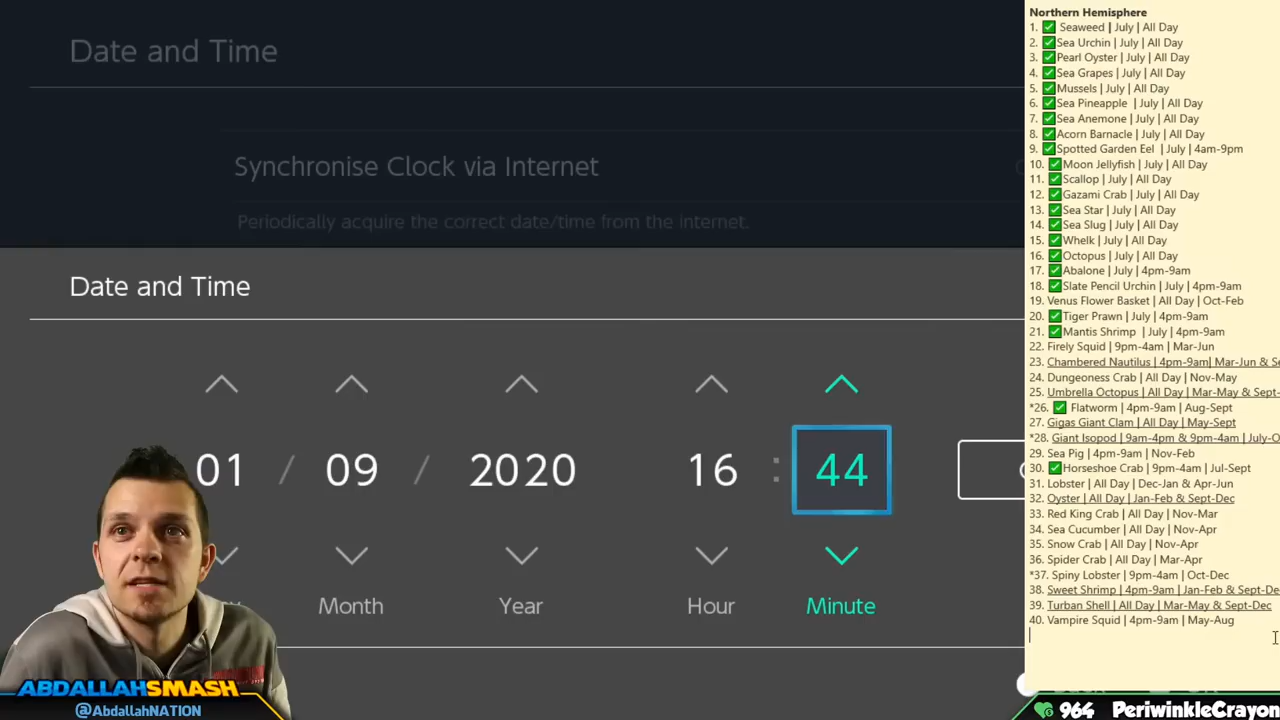 Date and Time
Synchronise Clock via Internet
Periodically acquire the correct date/time from the internet.
Date and Time
01 / 09 / 2020 16 : 44
Month Year Hour Minute
Northern Hemisphere
1. ✅ Seaweed | July | All Day
2. ✅Sea Urchin | July | All Day
3. ✅Pearl Oyster | July | All Day
4. ✅Sea Grapes | July | All Day
5. ✅Mussels | July | All Day
6. ✅Sea Pineapple | July | All Day
7. ✅Sea Anemone | July | All Day
8. ✅Acorn Barnacle | July | All Day
9. ✅Spotted Garden Eel | July | 4am-9pm
10. ✅Moon Jellyfish | July | All Day
11. ✅Scallop | July | All Day
12. ✅Gazami Crab | July | All Day
13. ✅Sea Star | July | All Day
14. ✅Sea Slug | July | All Day
15. ✅Whelk | July | All Day
16. ✅Octopus | July | All Day
17. ✅Abalone | July | 4pm-9am
18. ✅Slate Pencil Urchin | July | 4pm-9am
19. Venus Flower Basket | All Day | Oct-Feb
20. ✅Tiger Prawn | July | 4pm-9am
21. ✅Mantis Shrimp | July | 4pm-9am
22. Firely Squid | 9pm-4am | Mar-Jun
23. Chambered Nautilus | 4pm-9am| Mar-Jun & Se
24. Dungeoness Crab | All Day | Nov-May
25. Umbrella Octopus | All Day | Mar-May & Sept-
*26. ✅ Flatworm | 4pm-9am | Aug-Sept
27. Gigas Giant Clam | All Day | May-Sept
*28. Giant Isopod | 9am-4pm & 9pm-4am | July-O
29. Sea Pig | 4pm-9am | Nov-Feb
30. ✅Horseshoe Crab | 9pm-4am | Jul-Sept
31. Lobster | All Day | Dec-Jan & Apr-Jun
32. Oyster | All Day | Jan-Feb & Sept-Dec
33. Red King Crab | All Day | Nov-Mar
34. Sea Cucumber | All Day | Nov-Apr
35. Snow Crab | All Day | Nov-Apr
36. Spider Crab | All Day | Mar-Apr
*37. Spiny Lobster | 9pm-4am | Oct-Dec
38. Sweet Shrimp | 4pm-9am | Jan-Feb & Sept-De
39. Turban Shell | All Day | Mar-May & Sept-Dec
40. Vampire Squid | 4pm-9am | May-Aug
ABDALLAHSMASH
@AbdallahNATION
964 PeriwinkleCrayon